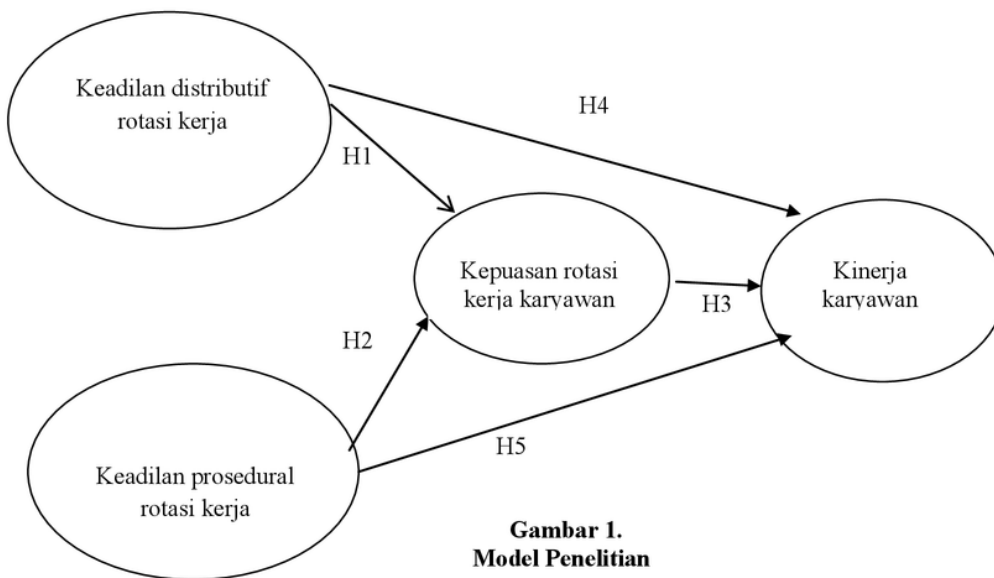 Keadilan distributif
rotasi kerja
H4
H1
Kepuasan rotasi
kerja karyawan
Kinerja
karyawan
H3
H2
H5
Keadilan prosedural
rotasi kerja
Gambar 1.
Model Penelitian